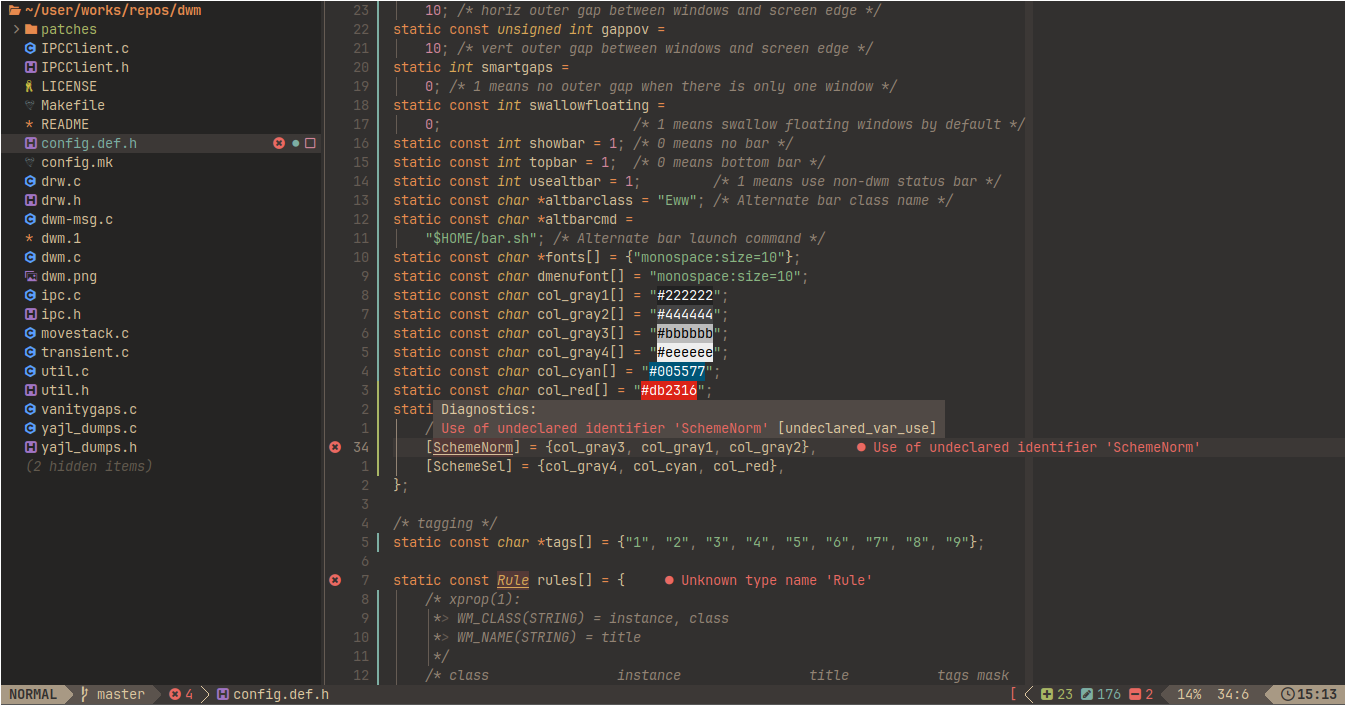 ~/user/works/repos/dwm
patches
IPCClient.c
IPCClient.h
LICENSE
Makefile
README
config.def.h
config.mk
drw.c
drw.h
dwm-msg.c
dwm.1
dwm.c
dwm.png
ipc.c
ipc.h
movestack.c
transient.c
util.c
util.h
vanitygaps.c
yajl_dumps.c
yajl_dumps.h
(2 hidden items)
23 10; /* horiz outer gap between windows and screen edge */
22 static const unsigned int gappov =
21 10; /* vert outer gap between windows and screen edge */
20 static int smartgaps =
19 0; /* 1 means no outer gap when there is only one window */
18 static const int swallowfloating =
17 0; /* 1 means swallow floating windows by default */
16 static const int showbar = 1; /* 0 means no bar */
15 static const int topbar = 1; /* 0 means bottom bar */
14 static const int usealtbar = 1; /* 1 means use non-dwm status bar */
13 static const char *altbarclass = "Eww"; /* Alternate bar class name */
12 static const char *altbarcmd =
11 "$HOME/bar.sh"; /* Alternate bar launch command */
10 static const char *fonts[] = {"monospace:size=10"};
9 static const char dmenufont[] = "monospace:size=10";
8 static const char col_gray1[] = "#222222";
7 static const char col_gray2[] = "#444444";
6 static const char col_gray3[] = "#bbbbbb";
5 static const char col_gray4[] = "#eeeeee";
4 static const char col_cyan[] = "#005577";
3 static const char col_red[] = "#db2316";
2 stati Diagnostics:
1 / Use of undeclared identifier 'SchemeNorm' [undeclared_var_use]
34 [SchemeNorm] = {col_gray3, col_gray1, col_gray2}, ● Use of undeclared identifier 'SchemeNorm'
1 [SchemeSel] = {col_gray4, col_cyan, col_red},
2 };
3
4 /* tagging */
5 static const char *tags[] = {"1", "2", "3", "4", "5", "6", "7", "8", "9"};
6
7 static const Rule rules[] = { ● Unknown type name 'Rule'
8 /* xprop(1):
9 *> WM_CLASS(STRING) = instance, class
10 *> WM_NAME(STRING) = title
11 */
12 /* class instance title tags mask
NORMAL master 4 config.def.h [ 23 176 2 14% 34:6 15:13